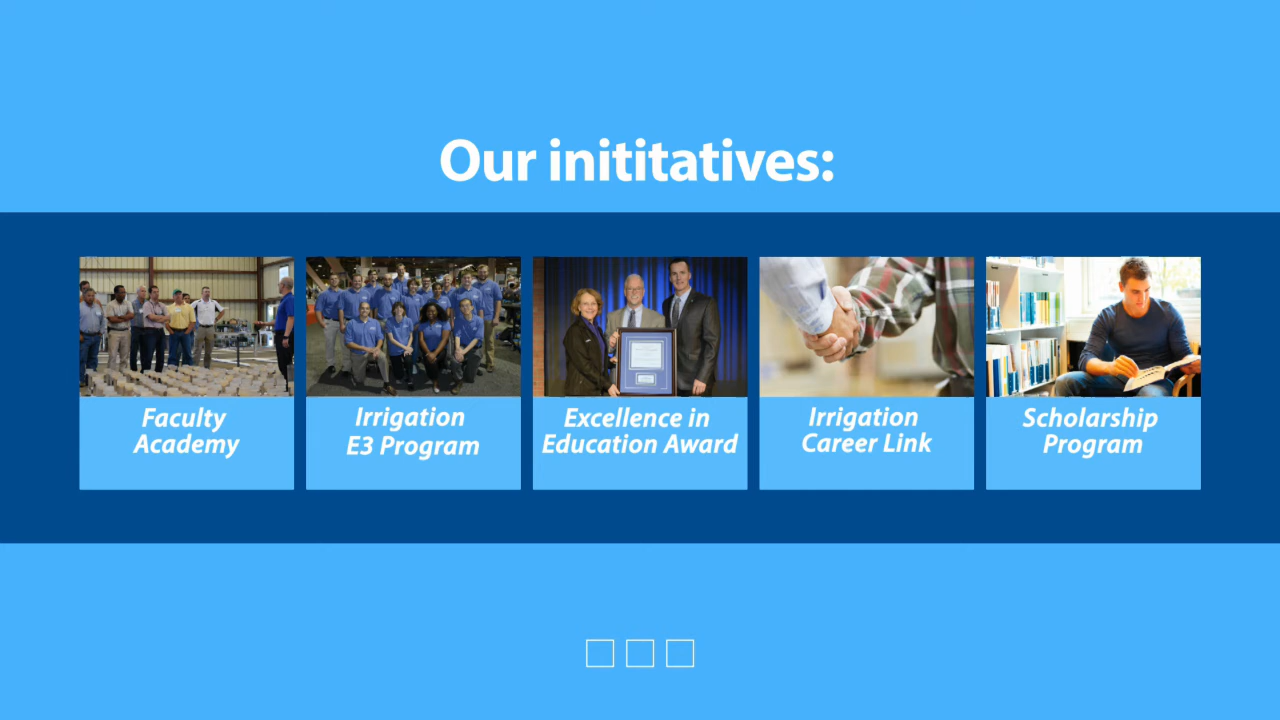 Our inititatives:
Faculty
Academy
Irrigation
E3 Program
Excellence in
Education Award
Irrigation
Career Link
Scholarship
Program